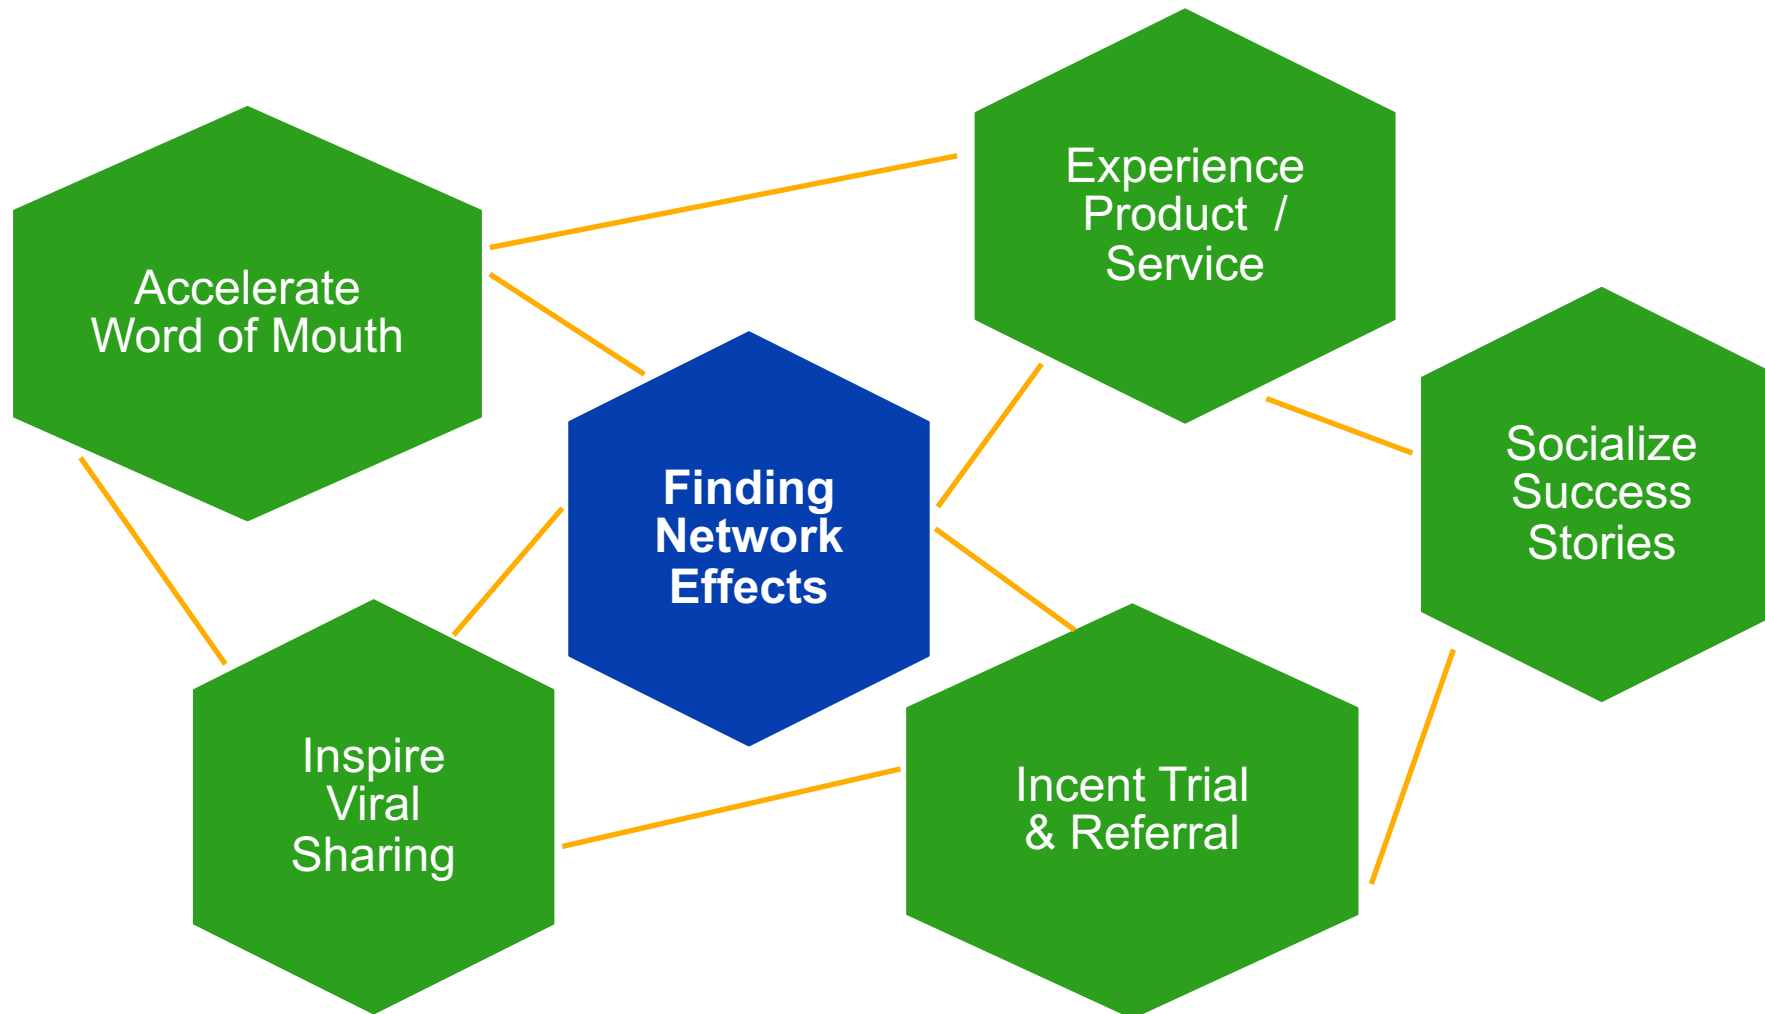 Experience
Product  /
Service
Accelerate
Word of Mouth
Socialize
Success
Stories
Finding
Network
Effects
Inspire
Viral
Sharing
Incent Trial
& Referral